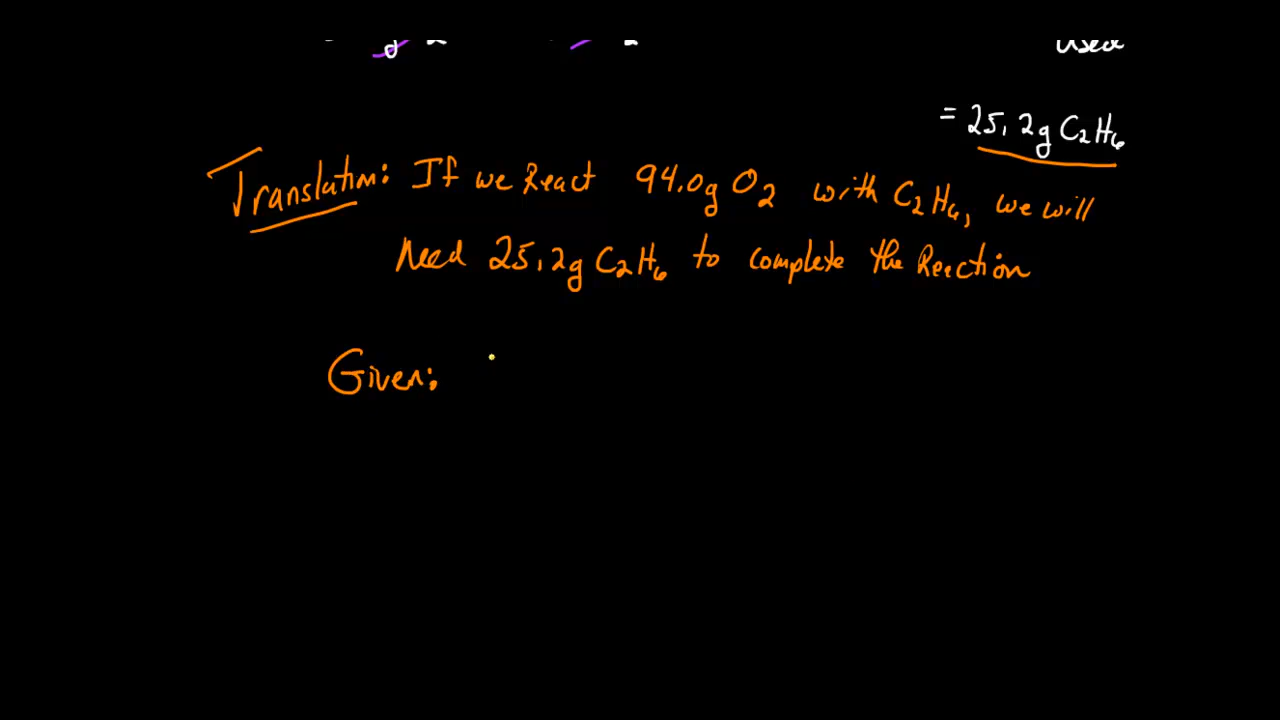 used
= 25.2g C2H6
Translation: If we React 94.0g O2 with C2H6, we will
Need 25.2g C2H6 to complete the Reaction
Given: